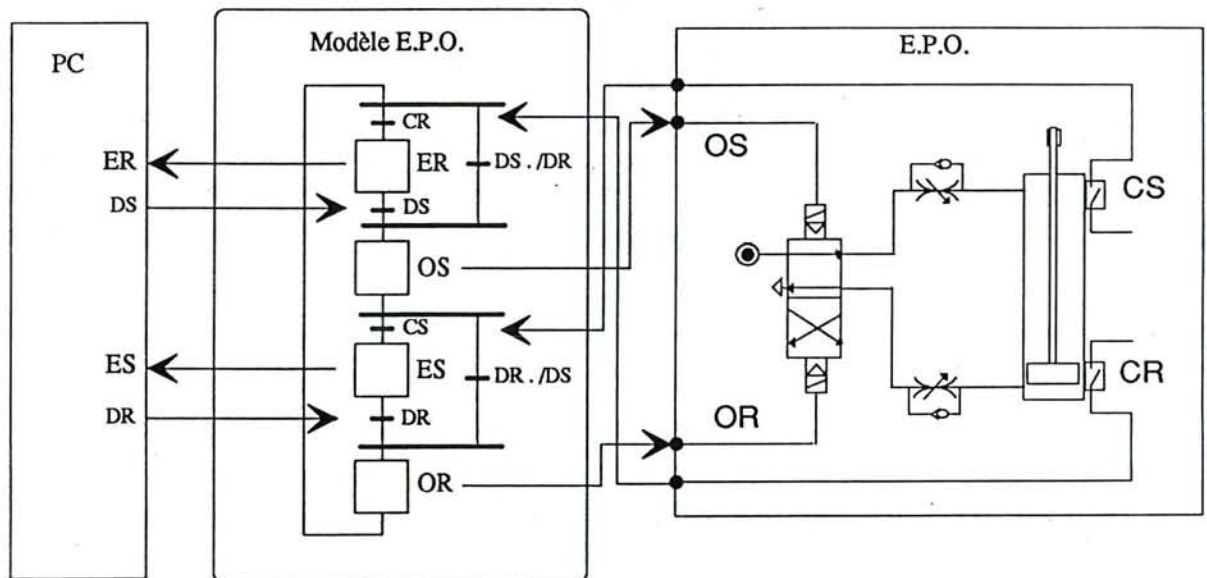 PC
ER
DS
ES
DR
Modèle E.P.O.
CR
ER
DS . /DR
DS
OS
CS
ES
DR . /DS
DR
OR
E.P.O.
OS
CS
CR
OR